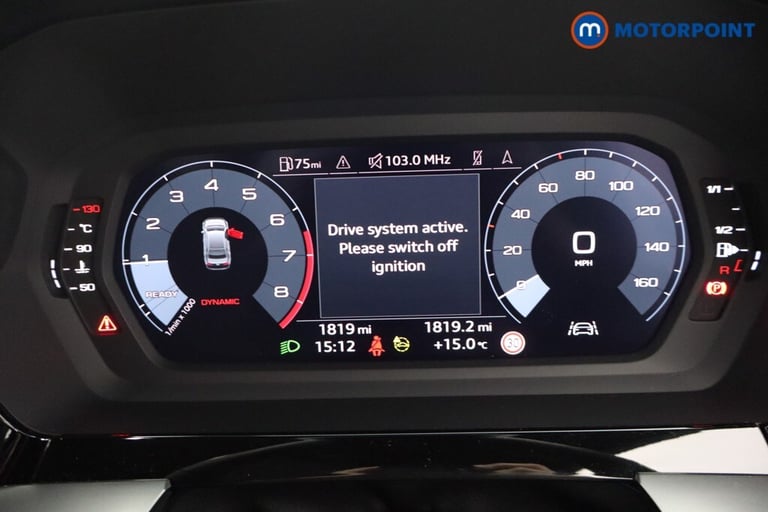 m MOTORPOINT
75mi 103.0 MHz
Drive system active.
Please switch off
ignition
1 2 3 4 5 6 7 8
READY
1/min x 1000
DYNAMIC
0 20 40 60 80 100 120 140 160
0
MPH
130
°C
90
50
1/1
1/2
R
P
1819 mi 1819.2 mi
15:12 +15.0 °C
30